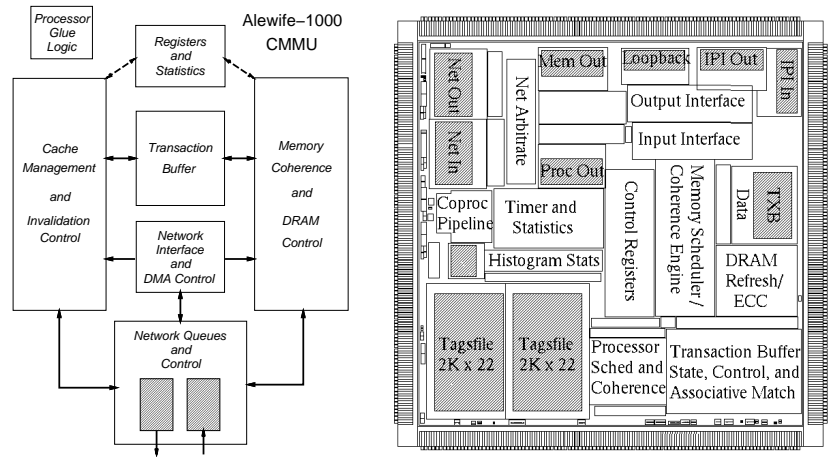 Processor
Glue
Logic
Alewife–1000
CMMU
Registers
and
Statistics
Cache
Management
and
Invalidation
Control
Transaction
Buffer
Memory
Coherence
and
DRAM
Control
Network
Interface
and
DMA Control
Network Queues
and
Control
Net Out
Net In
Net Arbitrate
Mem Out
Loopback
IPI Out
IPI In
Output Interface
Input Interface
Proc Out
Coproc
Pipeline
Timer and
Statistics
Histogram Stats
Control Registers
Memory Scheduler/
Coherence Engine
Data
TXB
DRAM
Refresh/
ECC
Tagsfile
2K x 22
Tagsfile
2K x 22
Processor
Sched and
Coherence
Transaction Buffer
State, Control, and
Associative Match